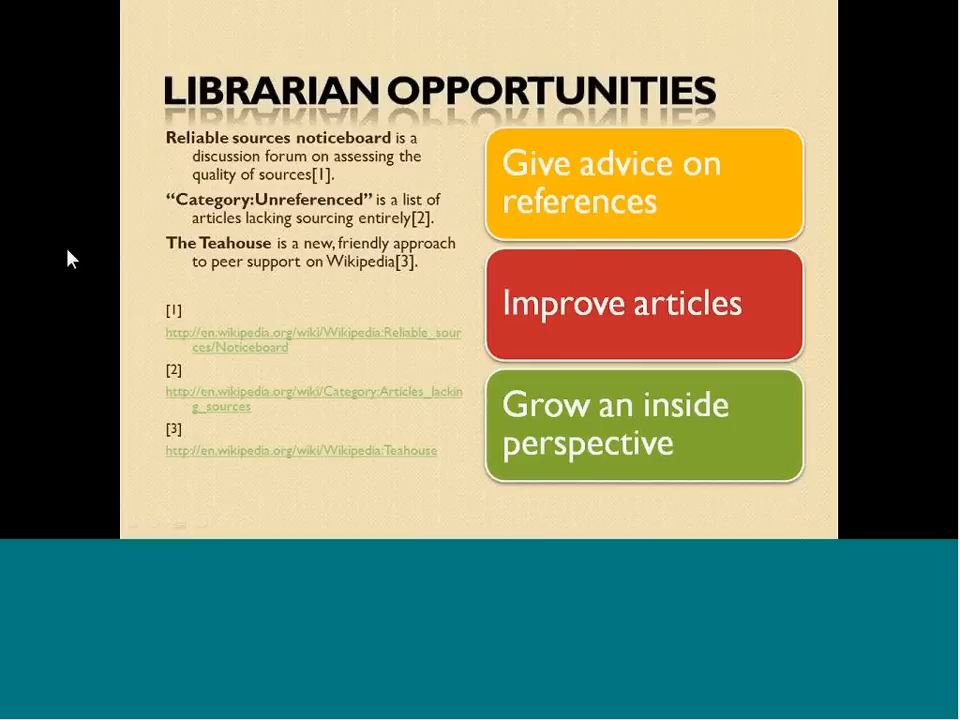 LIBRARIAN OPPORTUNITIES
Reliable sources noticeboard is a
discussion forum on assessing the
quality of sources[1].
“Category:Unreferenced” is a list of
articles lacking sourcing entirely[2].
The Teahouse is a new, friendly approach
to peer support on Wikipedia[3].
[1]
http://en.wikipedia.org/wiki/Wikipedia:Reliable_sour
ces/Noticeboard
[2]
http://en.wikipedia.org/wiki/Category:Articles_lackin
g_sources
[3]
http://en.wikipedia.org/wiki/Wikipedia:Teahouse
Give advice on
references
Improve articles
Grow an inside
perspective